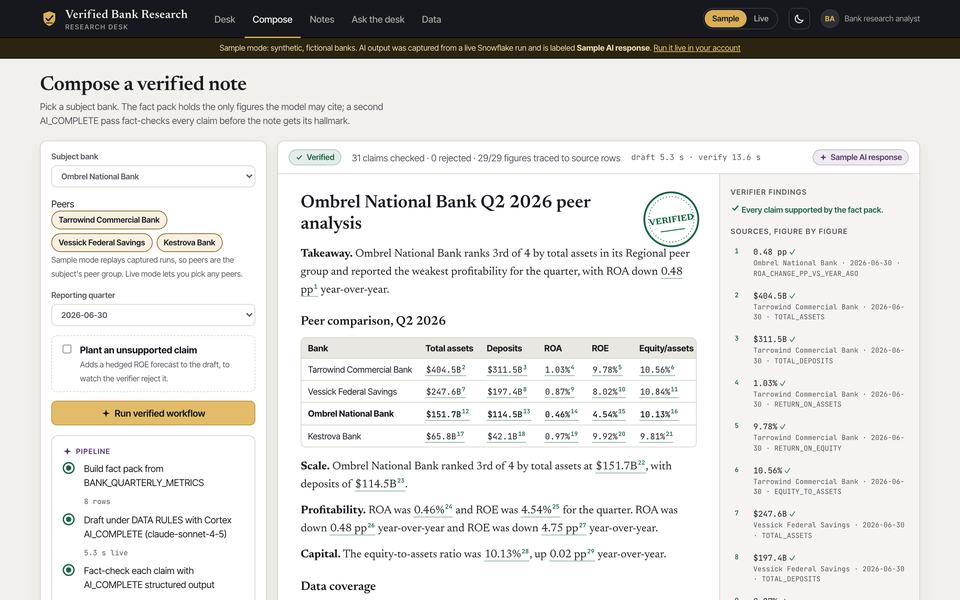 Verified Bank Research
RESEARCH DESK
Desk
Compose
Notes
Ask the desk
Data
Sample
Live
BA
Bank research analyst
Sample mode: synthetic, fictional banks. AI output was captured from a live Snowflake run and is labeled Sample AI response. Run it live in your account
Compose a verified note
Pick a subject bank. The fact pack holds the only figures the model may cite; a second
AI_COMPLETE pass fact-checks every claim before the note gets its hallmark.
Subject bank
Ombrel National Bank
Peers
Tarrowind Commercial Bank
Vessick Federal Savings
Kestrova Bank
Sample mode replays captured runs, so peers are the
subject's peer group. Live mode lets you pick any peers.
Reporting quarter
2026-06-30
Plant an unsupported claim
Adds a hedged ROE forecast to the draft, to
watch the verifier reject it.
Run verified workflow
PIPELINE
Build fact pack from
BANK_QUARTERLY_METRICS
8 rows
Draft under DATA RULES with Cortex
AI_COMPLETE (claude-sonnet-4-5)
5.3 s live
Fact-check each claim with
AI_COMPLETE structured output
Verified
31 claims checked · 0 rejected · 29/29 figures traced to source rows
draft 5.3 s · verify 13.6 s
Sample AI response
Ombrel National Bank Q2 2026 peer
analysis
VERIFIED
Takeaway. Ombrel National Bank ranks 3rd of 4 by total assets in its Regional peer
group and reported the weakest profitability for the quarter, with ROA down 0.48
pp1 year-over-year.
Peer comparison, Q2 2026
Bank Total assets Deposits ROA ROE Equity/assets
Tarrowind Commercial Bank $404.5B2 $311.5B3 1.03%4 9.78%5 10.56%6
Vessick Federal Savings $247.6B7 $197.4B8 0.87%9 8.02%10 10.84%11
Ombrel National Bank $151.7B12 $114.5B13 0.46%14 4.54%15 10.13%16
Kestrova Bank $65.8B17 $42.1B18 0.97%19 9.92%20 9.81%21
Scale. Ombrel National Bank ranked 3rd of 4 by total assets at $151.7B22, with
deposits of $114.5B23.
Profitability. ROA was 0.46%24 and ROE was 4.54%25 for the quarter. ROA was
down 0.48 pp26 year-over-year and ROE was down 4.75 pp27 year-over-year.
Capital. The equity-to-assets ratio was 10.13%28, up 0.02 pp29 year-over-year.
Data coverage
VERIFIER FINDINGS
Every claim supported by the fact pack.
SOURCES, FIGURE BY FIGURE
1 0.48 pp
Ombrel National Bank · 2026-06-30 ·
ROA_CHANGE_PP_VS_YEAR_AGO
2 $404.5B
Tarrowind Commercial Bank · 2026-06-
30 · TOTAL_ASSETS
3 $311.5B
Tarrowind Commercial Bank · 2026-06-
30 · TOTAL_DEPOSITS
4 1.03%
Tarrowind Commercial Bank · 2026-06-
30 · RETURN_ON_ASSETS
5 9.78%
Tarrowind Commercial Bank · 2026-06-
30 · RETURN_ON_EQUITY
6 10.56%
Tarrowind Commercial Bank · 2026-06-
30 · EQUITY_TO_ASSETS
7 $247.6B
Vessick Federal Savings · 2026-06-30
· TOTAL_ASSETS
8 $197.4B
Vessick Federal Savings · 2026-06-30
· TOTAL_DEPOSITS